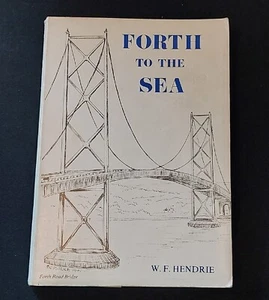 FORTH
TO THE
SEA
Forth Road Bridge
W. F. HENDRIE